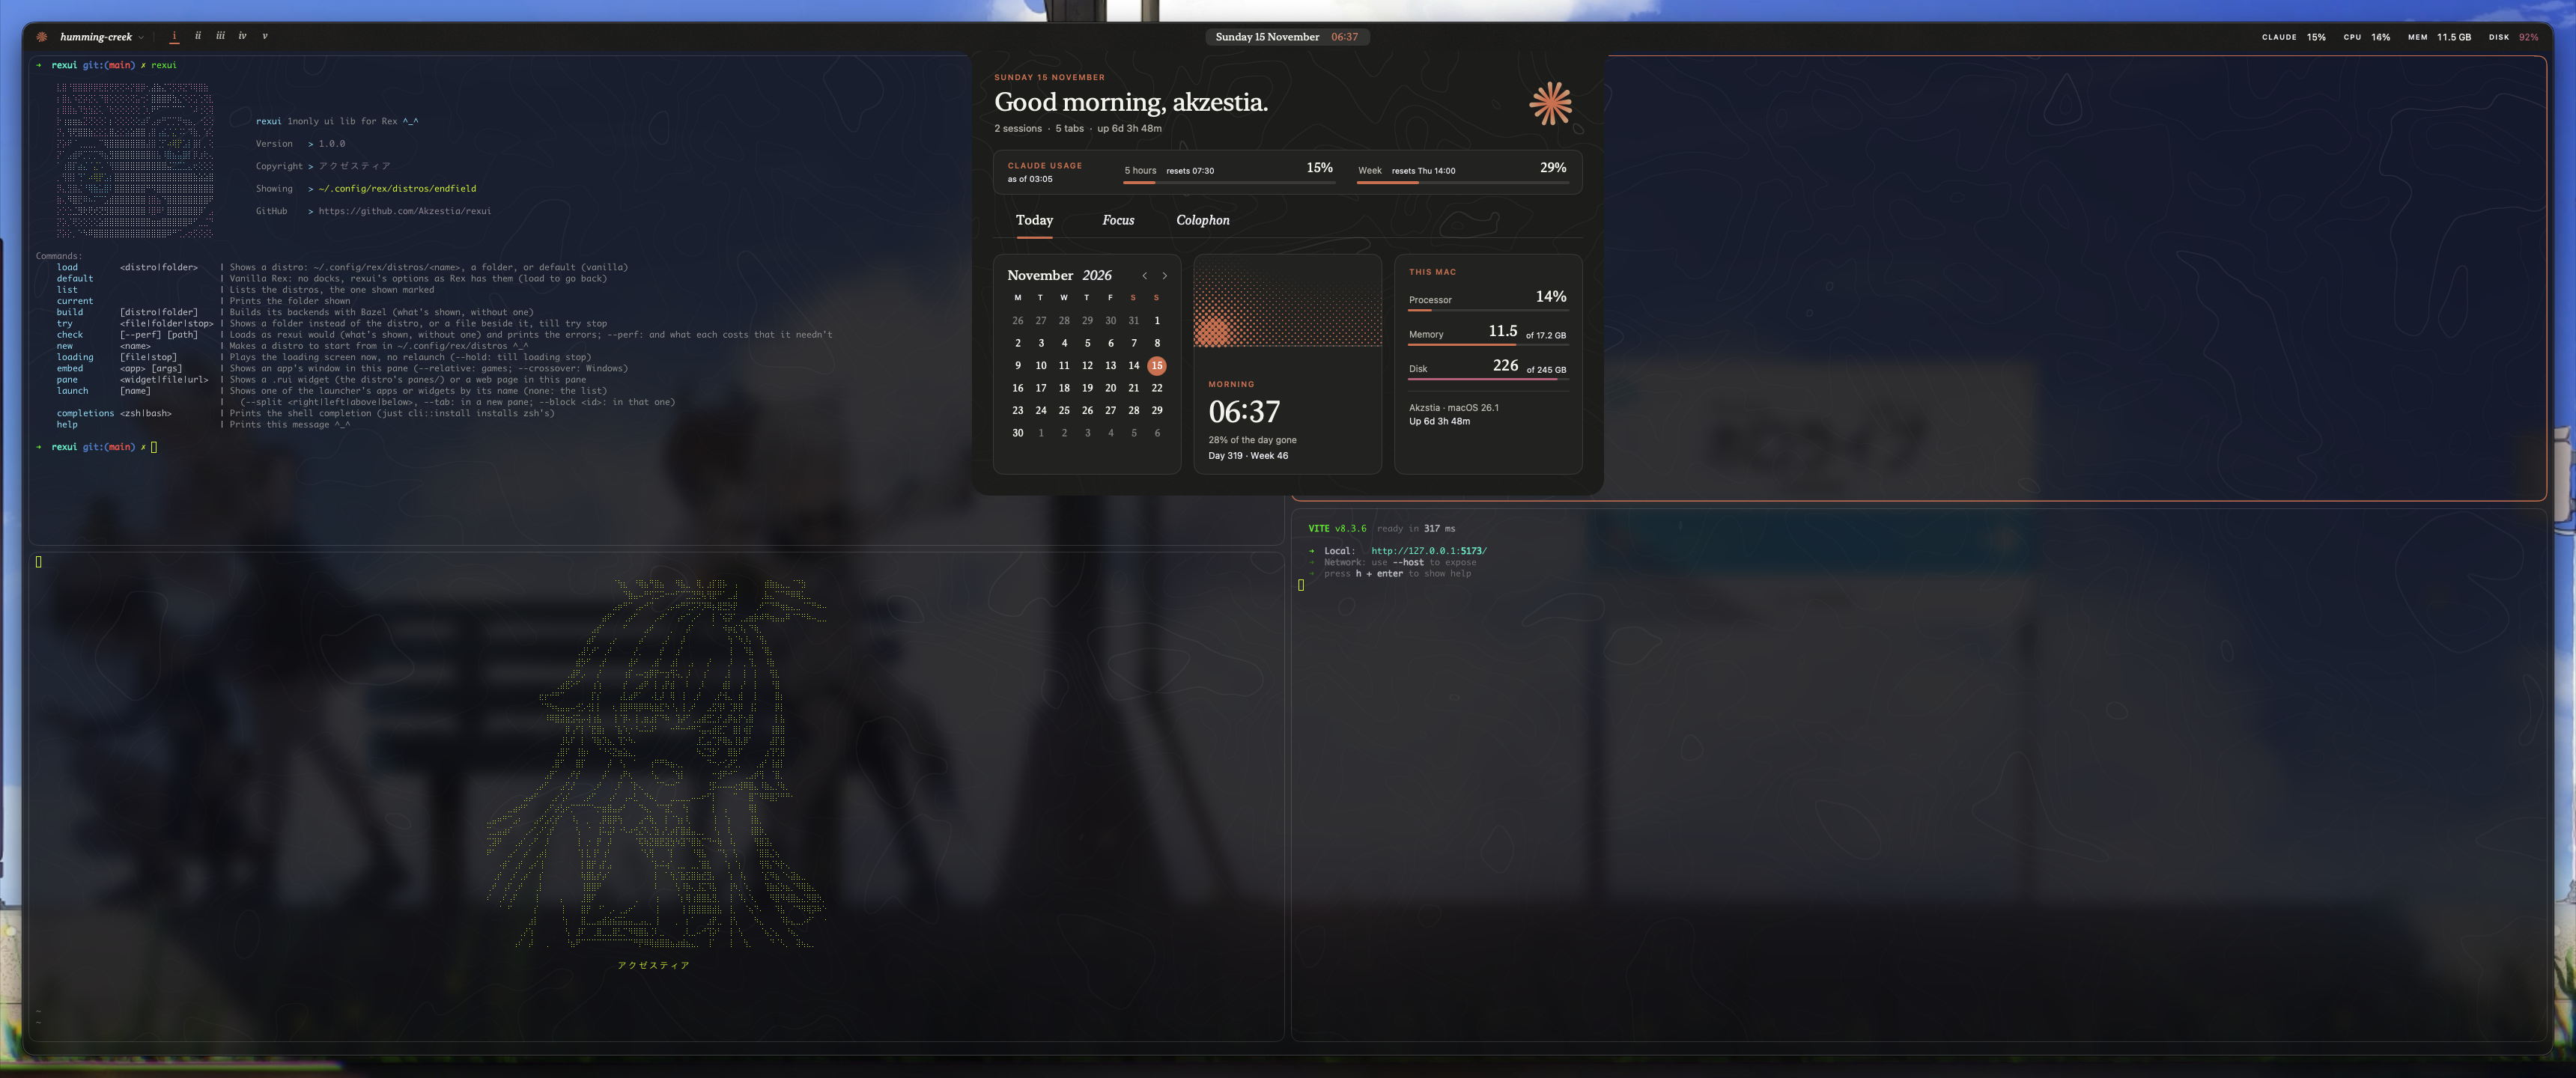 humming-creek i ii iii iv v
Sunday 15 November 06:37
CLAUDE 15% CPU 16% MEM 11.5 GB DISK 92%
➜ rexui git:(main) ✗ rexui
rexui 1nonly ui lib for Rex ^_^
Version > 1.0.0
Copyright > アクゼスティア
Showing > ~/.config/rex/distros/endfield
GitHub > https://github.com/Akzestia/rexui
Commands:
load <distro|folder> | Shows a distro: ~/.config/rex/distros/<name>, a folder, or default (vanilla)
default | Vanilla Rex: no docks, rexui's options as Rex has them (load to go back)
list | Lists the distros, the one shown marked
current | Prints the folder shown
build [distro|folder] | Builds its backends with Bazel (what's shown, without one)
try <file|folder|stop> | Shows a folder instead of the distro, or a file beside it, till try stop
check [--perf] [path] | Loads as rexui would (what's shown, without one) and prints the errors; --perf: and what each costs that it needn't
new <name> | Makes a distro to start from in ~/.config/rex/distros ^_^
loading [file|stop] | Plays the loading screen now, no relaunch (--hold: till loading stop)
embed <app> [args] | Shows an app's window in this pane (--relative: games; --crossover: Windows)
pane <widget|file|url> | Shows a .rui widget (the distro's panes/) or a web page in this pane
launch [name] | Shows one of the launcher's apps or widgets by its name (none: the list)
| (--split <right|left|above|below>, --tab: in a new pane; --block <id>: in that one)
completions <zsh|bash> | Prints the shell completion (just cli::install installs zsh's)
help | Prints this message ^_^
➜ rexui git:(main) ✗
SUNDAY 15 NOVEMBER
Good morning, akzestia.
2 sessions · 5 tabs · up 6d 3h 48m
CLAUDE USAGE
as of 03:05
5 hours resets 07:30 15%
Week resets Thu 14:00 29%
Today Focus Colophon
November 2026
M T W T F S S
26 27 28 29 30 31 1
2 3 4 5 6 7 8
9 10 11 12 13 14 15
16 17 18 19 20 21 22
23 24 25 26 27 28 29
30 1 2 3 4 5 6
MORNING
06:37
28% of the day gone
Day 319 · Week 46
THIS MAC
Processor 14%
Memory 11.5 of 17.2 GB
Disk 226 of 245 GB
Akzstia · macOS 26.1
Up 6d 3h 48m
アクゼスティア
~
~
VITE v8.3.6 ready in 317 ms
➜ Local: http://127.0.0.1:5173/
➜ Network: use --host to expose
➜ press h + enter to show help